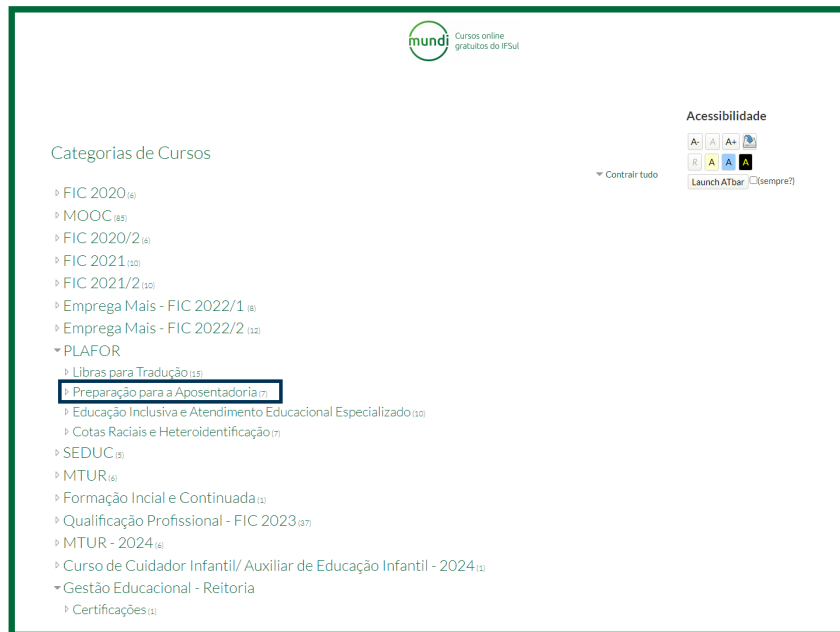 mundi
Cursos online
gratuitos do IFSul
Acessibilidade
A- A A+
R A A A
Launch ATbar (sempre?)
Categorias de Cursos
Contrair tudo
FIC 2020 (6)
MOOC (85)
FIC 2020/2 (6)
FIC 2021 (10)
FIC 2021/2 (10)
Emprega Mais - FIC 2022/1 (8)
Emprega Mais - FIC 2022/2 (12)
PLAFOR
Libras para Tradução (15)
Preparação para a Aposentadoria (7)
Educação Inclusiva e Atendimento Educacional Especializado (10)
Cotas Raciais e Heteroidentificação (7)
SEDUC (5)
MTUR (6)
Formação Incial e Continuada (1)
Qualificação Profissional - FIC 2023 (37)
MTUR - 2024 (6)
Curso de Cuidador Infantil/ Auxiliar de Educação Infantil - 2024 (1)
Gestão Educacional - Reitoria
Certificações (1)